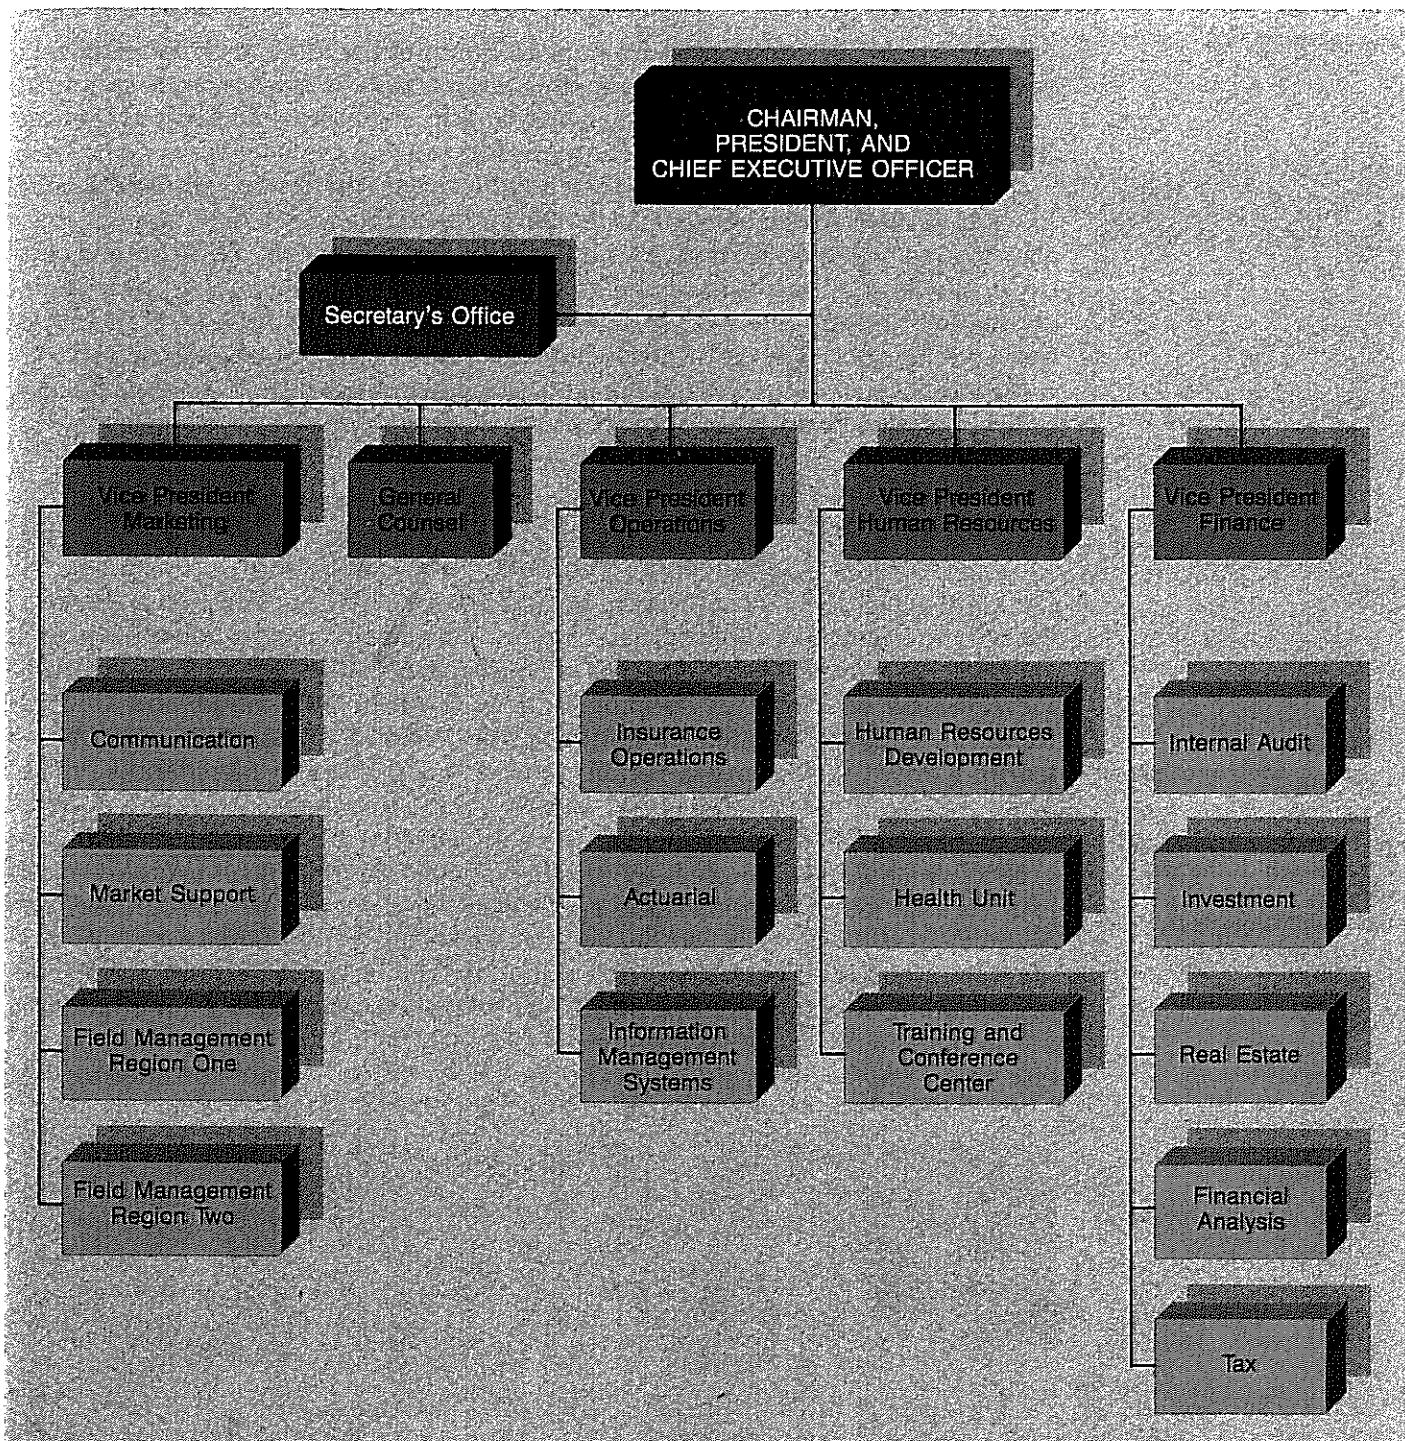 CHAIRMAN,
PRESIDENT, AND
CHIEF EXECUTIVE OFFICER
Secretary's Office
Vice President
Marketing
General
Counsel
Vice President
Operations
Vice President
Human Resources
Vice President
Finance
Communication
Insurance
Operations
Human Resources
Development
Internal Audit
Market Support
Actuarial
Health Unit
Investment
Field Management
Region One
Information
Management
Systems
Training and
Conference
Center
Real Estate
Field Management
Region Two
Financial
Analysis
Tax